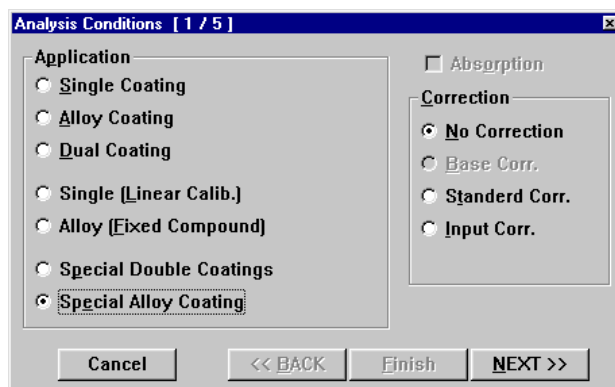 Analysis Conditions [ 1 / 5 ]
Application
Single Coating
Alloy Coating
Dual Coating
Single (Linear Calib.)
Alloy (Fixed Compound)
Special Double Coatings
Special Alloy Coating
Absorption
Correction
No Correction
Base Corr.
Standerd Corr.
Input Corr.
Cancel
<< BACK
Finish
NEXT >>